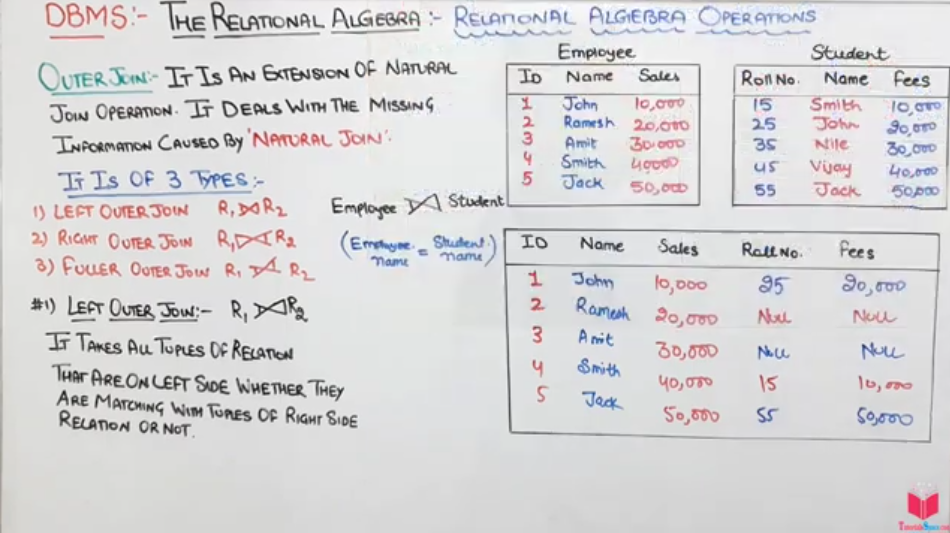 DBMS:- THE RELATIONAL ALGEBRA:- RELATIONAL ALGIEBRA OPERATIONS
OUTER JOIN:- IT IS AN EXTENSION OF NATURAL
JOIN OPERATION. IT DEALS WITH THE MISSING
INFORMATION CAUSED BY 'NATURAL JOIN'.
IT IS OF 3 TYPES:-
1) LEFT OUTER JOIN R₁ ⟕ R₂
2) RIGHT OUTER JOIN R₁ ⟖ R₂
3) FULLER OUTER JOIN R₁ ⟗ R₂
#1) LEFT OUTER JOIN:- R₁ ⟕ R₂
IT TAKES ALL TUPLES OF RELATION
THAT ARE ON LEFT SIDE WHETHER THEY
ARE MATCHING WITH TUPLES OF RIGHT SIDE
RELATION OR NOT.
Employee
ID Name Sales
1 John 10,000
2 Ramesh 20,000
3 Amit 30,000
4 Smith 40000
5 Jack 50,000
Student
Roll No. Name Fees
15 Smith 10,000
25 John 20,000
35 Nile 30,000
45 Vijay 40,000
55 Jack 50,000
Employee ⟕ Student
(Employee. name = Student. name)
ID Name Sales Roll No. Fees
1 John 10,000 25 20,000
2 Ramesh 20,000 NULL NULL
3 Amit 30,000 NULL NULL
4 Smith 40,000 15 10,000
5 Jack 50,000 55 50,000